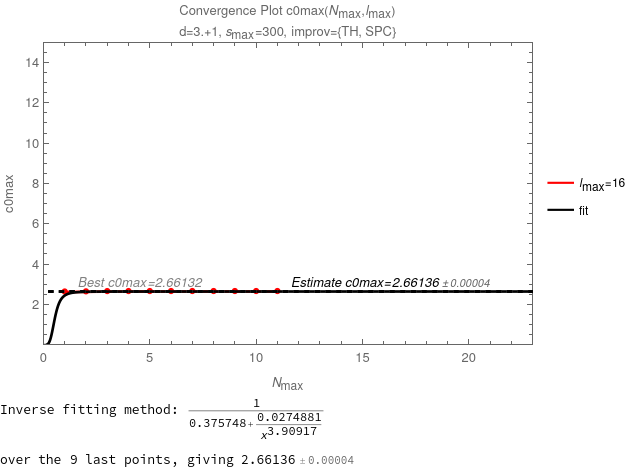 Convergence Plot c0max(Nmax,lmax)
d=3.+1, smax=300, improv={TH, SPC}
14
12
10
8
6
4
2
c0max
Best c0max=2.66132
Estimate c0max=2.66136 ±0.00004
lmax=16
fit
0 5 10 15 20
Nmax
Inverse fitting method: 1
0.375748+ 0.0274881
x3.90917
over the 9 last points, giving 2.66136 ±0.00004